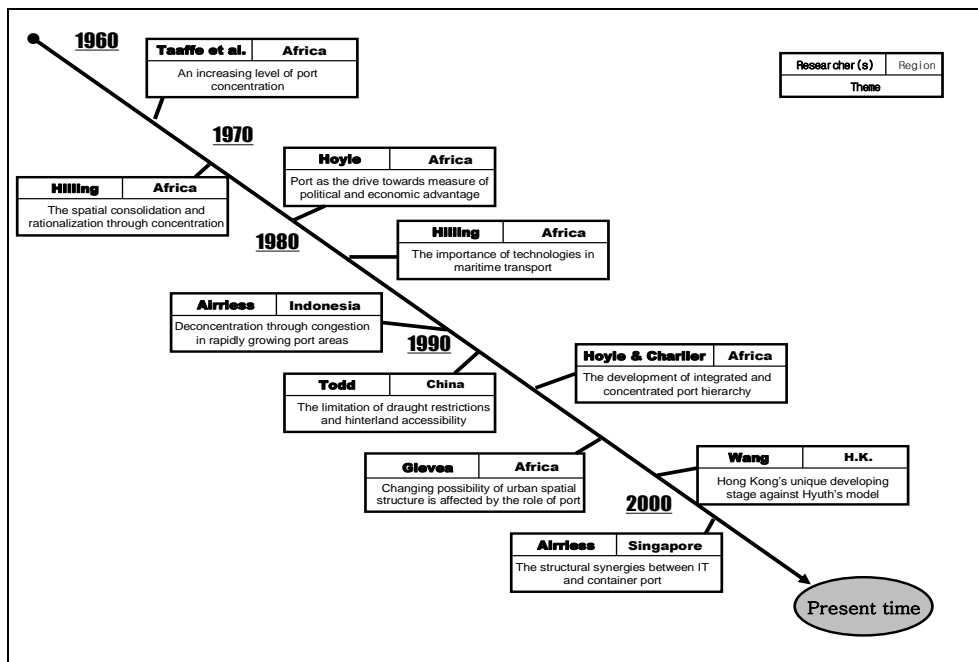 1960
Taaffe et al. Africa
An increasing level of port
concentration
Researcher(s) Region
Theme
1970
Hoyle Africa
Port as the drive towards measure of
political and economic advantage
Hilling Africa
The spatial consolidation and
rationalization through concentration
1980
Hilling Africa
The importance of technologies in
maritime transport
Airriess Indonesia
Deconcentration through congestion
in rapidly growing port areas
1990
Hoyle & Charlier Africa
The development of integrated and
concentrated port hierarchy
Todd China
The limitation of draught restrictions
and hinterland accessibility
Glevea Africa
Changing possibility of urban spatial
structure is affected by the role of port
Wang H.K.
Hong Kong's unique developing
stage against Hyuth's model
2000
Airriess Singapore
The structural synergies between IT
and container port
Present time